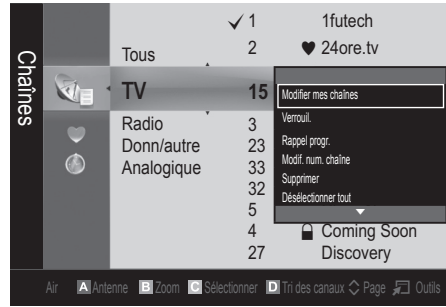 Chaînes
✓ 1 1futech
Tous 2 ♥ 24ore.tv
TV 15
Radio 3
Donn/autre 23
Analogique 33
32
5
4 Coming Soon
27 Discovery
Modifier mes chaînes
Verrouil.
Rappel progr.
Modif. num. chaîne
Supprimer
Désélectionner tout
Air A Antenne B Zoom C Sélectionner D Tri des canaux Page Outils